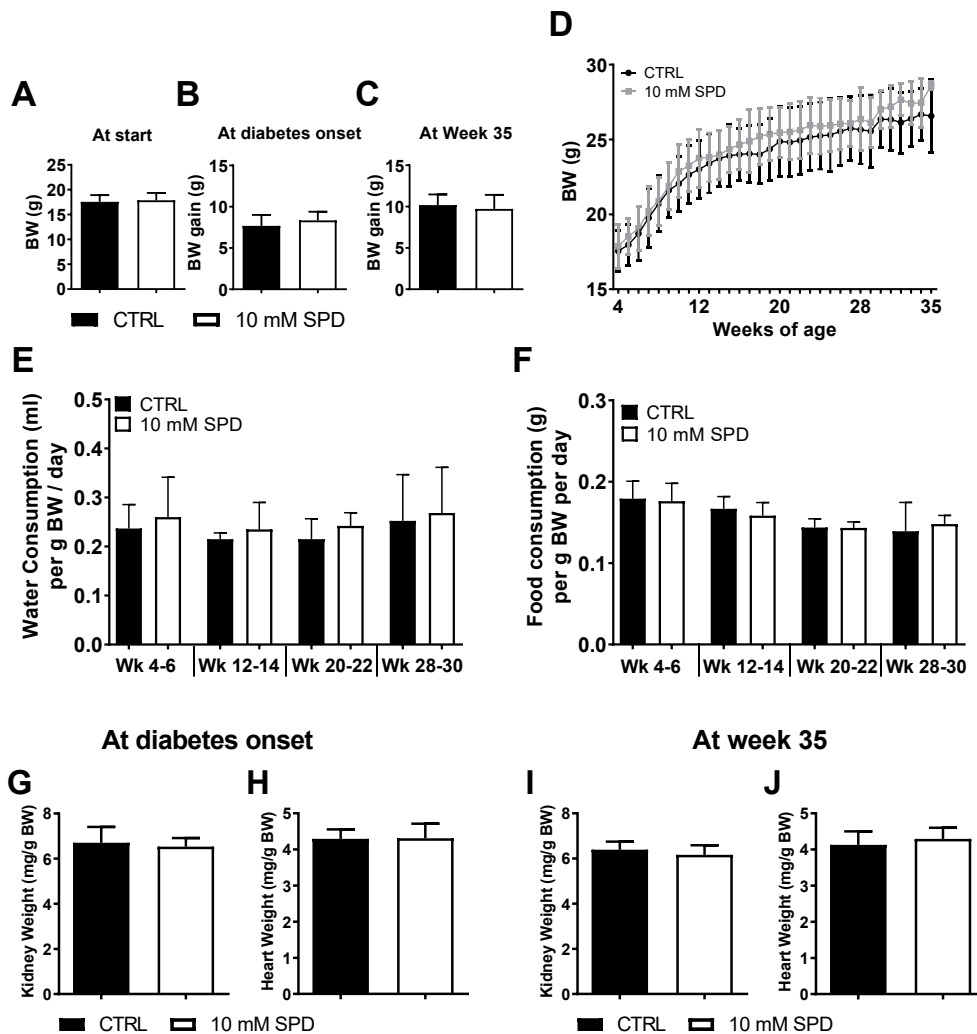 A
At start
BW (g)
25
20
15
10
5
0
B
At diabetes onset
BW gain (g)
15
10
5
0
C
At Week 35
BW gain (g)
15
10
5
0
CTRL
10 mM SPD
D
CTRL
10 mM SPD
BW (g)
30
25
20
15
4 12 20 28 35
Weeks of age
E
Water Consumption (ml)
per g BW / day
0.5
0.4
0.3
0.2
0.1
0.0
CTRL
10 mM SPD
Wk 4-6 Wk 12-14 Wk 20-22 Wk 28-30
F
Food consumption (g)
per g BW per day
0.3
0.2
0.1
0.0
CTRL
10 mM SPD
Wk 4-6 Wk 12-14 Wk 20-22 Wk 28-30
At diabetes onset
G
Kidney Weight (mg/g BW)
8
6
4
2
0
H
Heart Weight (mg/g BW)
5
4
3
2
1
0
CTRL
10 mM SPD
At week 35
I
Kidney Weight (mg/g BW)
8
6
4
2
0
J
Heart Weight (mg/g BW)
5
4
3
2
1
0
CTRL
10 mM SPD